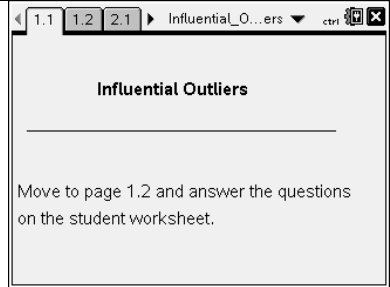 1.1 1.2 2.1 Influential_O...ers ctrl
Influential Outliers
Move to page 1.2 and answer the questions
on the student worksheet.